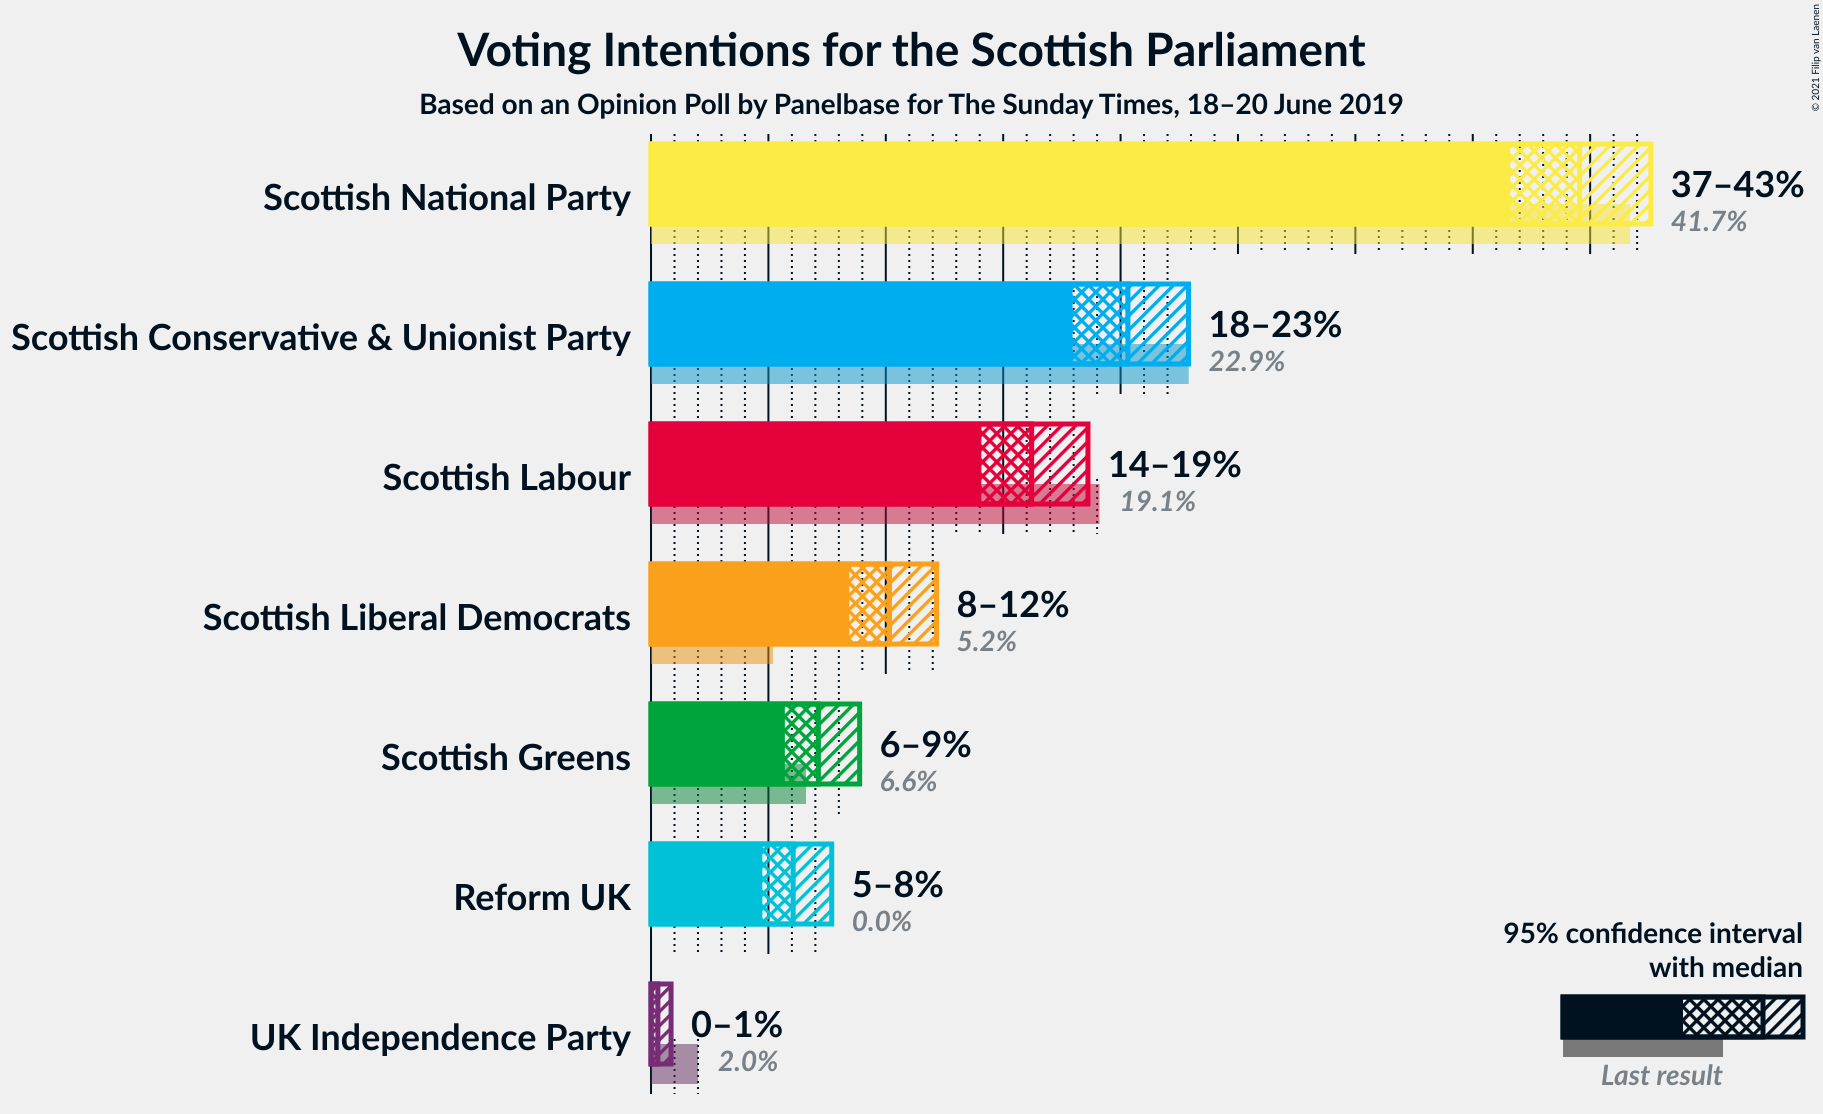 Voting Intentions for the Scottish Parliament
Based on an Opinion Poll by Panelbase for The Sunday Times, 18–20 June 2019
© 2021 Filip van Laenen
Scottish National Party
37–43%
41.7%
Scottish Conservative & Unionist Party
18–23%
22.9%
Scottish Labour
14–19%
19.1%
Scottish Liberal Democrats
8–12%
5.2%
Scottish Greens
6–9%
6.6%
Reform UK
5–8%
0.0%
UK Independence Party
0–1%
2.0%
95% confidence interval
with median
Last result